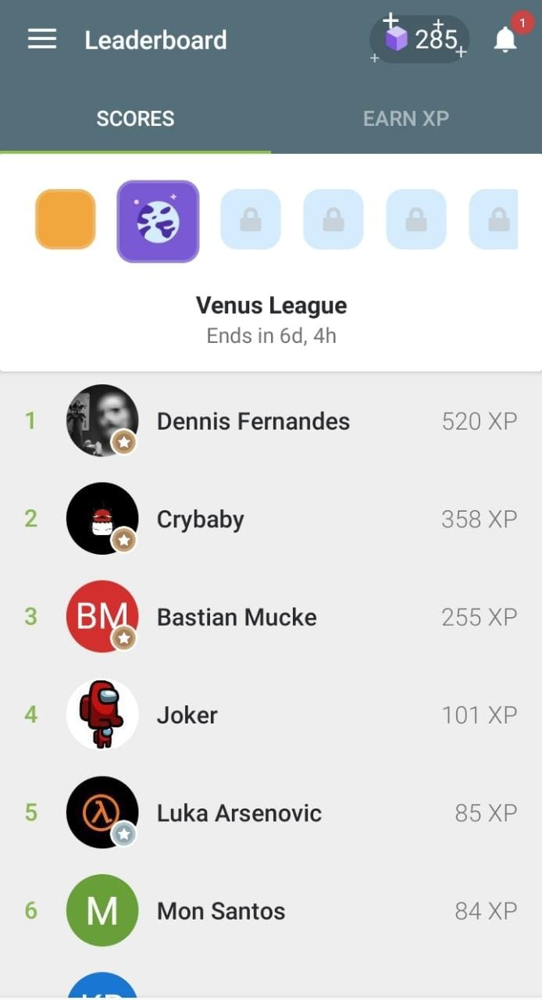 Leaderboard
285
1
SCORES
EARN XP
Venus League
Ends in 6d, 4h
1 Dennis Fernandes 520 XP
2 Crybaby 358 XP
3 BM Bastian Mucke 255 XP
4 Joker 101 XP
5 λ Luka Arsenovic 85 XP
6 M Mon Santos 84 XP